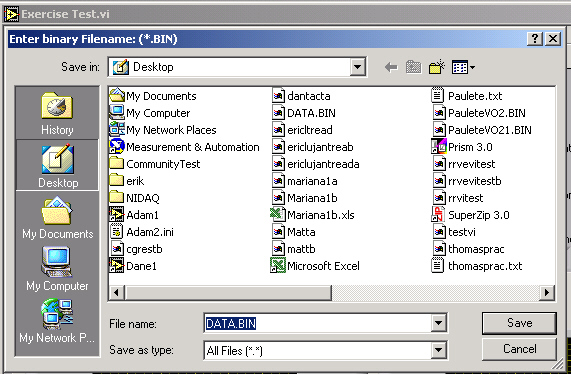 Exercise Test.vi
Enter binary Filename: (*.BIN)
Save in:
Desktop
History
Desktop
My Documents
My Computer
My Network P...
My Documents
My Computer
My Network Places
Measurement & Automation
CommunityTest
erik
NIDAQ
Adam1
Adam2.ini
cgrestb
Dane1
dantacta
DATA.BIN
ericltread
ericlujantreab
ericlujantreada
mariana1a
Mariana1b
Mariana1b.xls
Matta
mattb
Microsoft Excel
Paulete.txt
PauleteVO2.BIN
PauleteVO21.BIN
Prism 3.0
rrvevitest
rrvevitestb
rrvitest
SuperZip 3.0
testvi
thomasprac
thomasprac.txt
File name:
DATA.BIN
Save
Save as type:
All Files (*.*)
Cancel